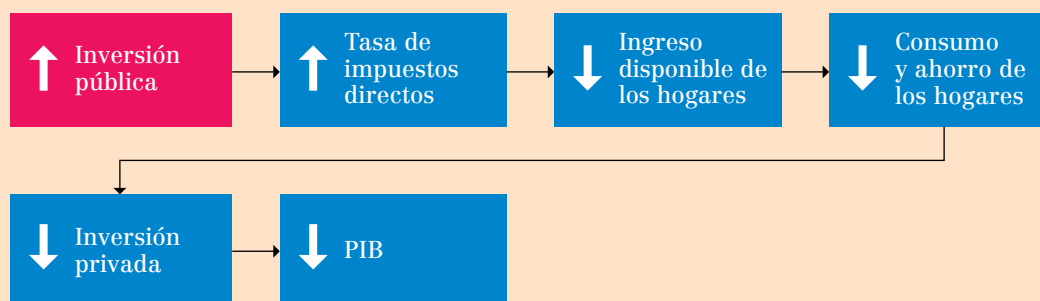 Inversión
pública
Tasa de
impuestos
directos
Ingreso
disponible de
los hogares
Consumo
y ahorro de
los hogares
Inversión
privada
PIB